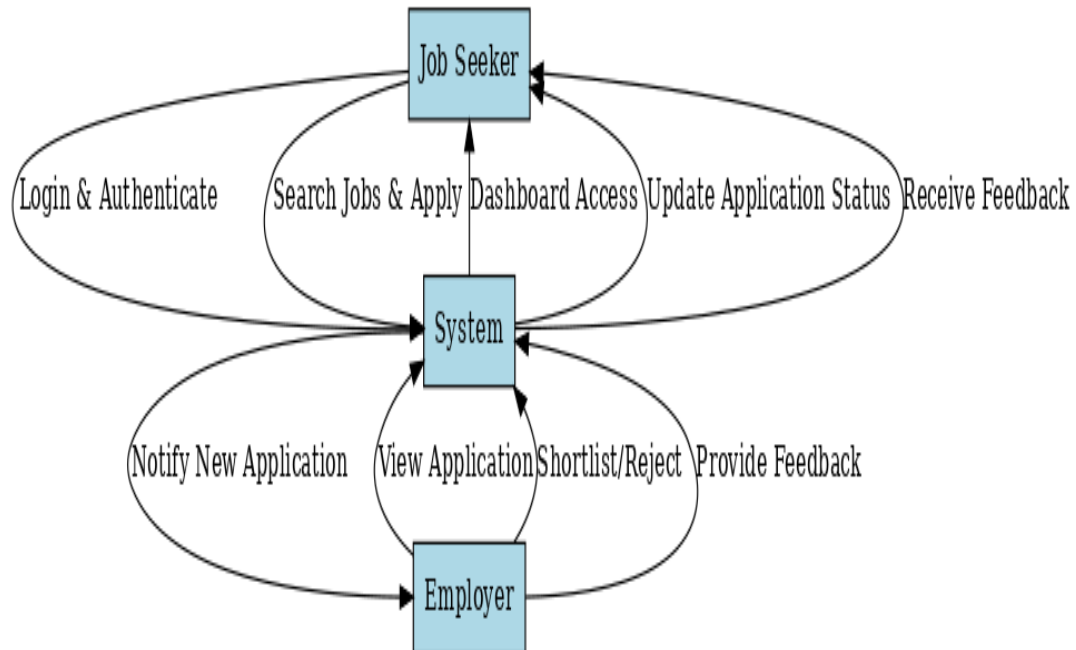 Job Seeker
Login & Authenticate
Search Jobs & Apply
Dashboard Access
Update Application Status
Receive Feedback
System
Notify New Application
View Application
Shortlist/Reject
Provide Feedback
Employer